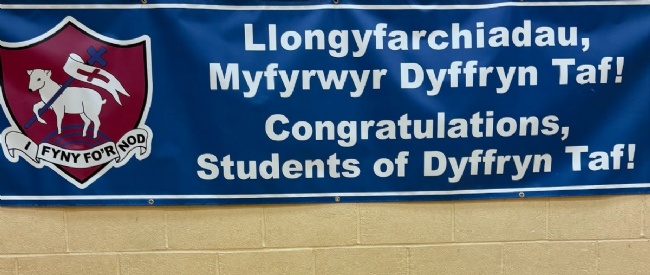 Llongyfarchiadau,
Myfyrwyr Dyffryn Taf!
Congratulations,
Students of Dyffryn Taf!
I FYNY FO'R NOD